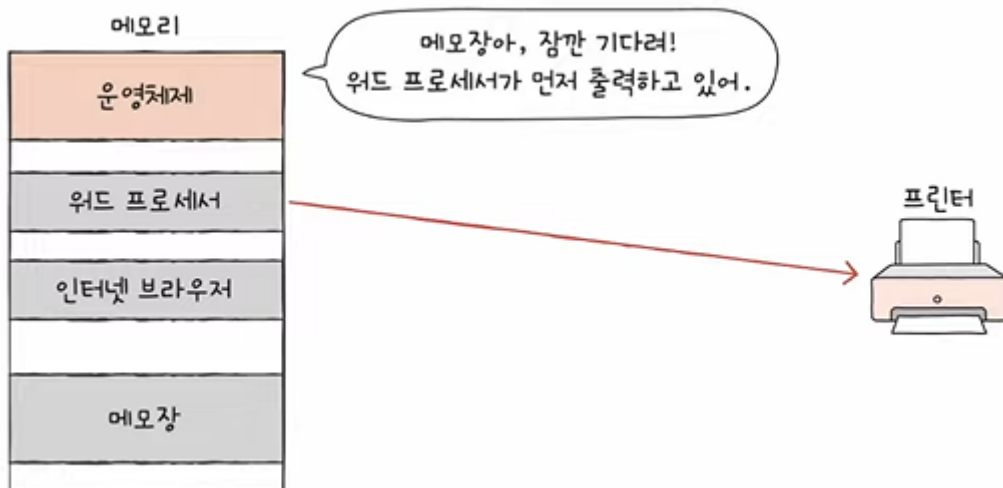 메모리
운영체제
메모장아, 잠깐 기다려!
워드 프로세서가 먼저 출력하고 있어.
워드 프로세서
프린터
인터넷 브라우저
메모장